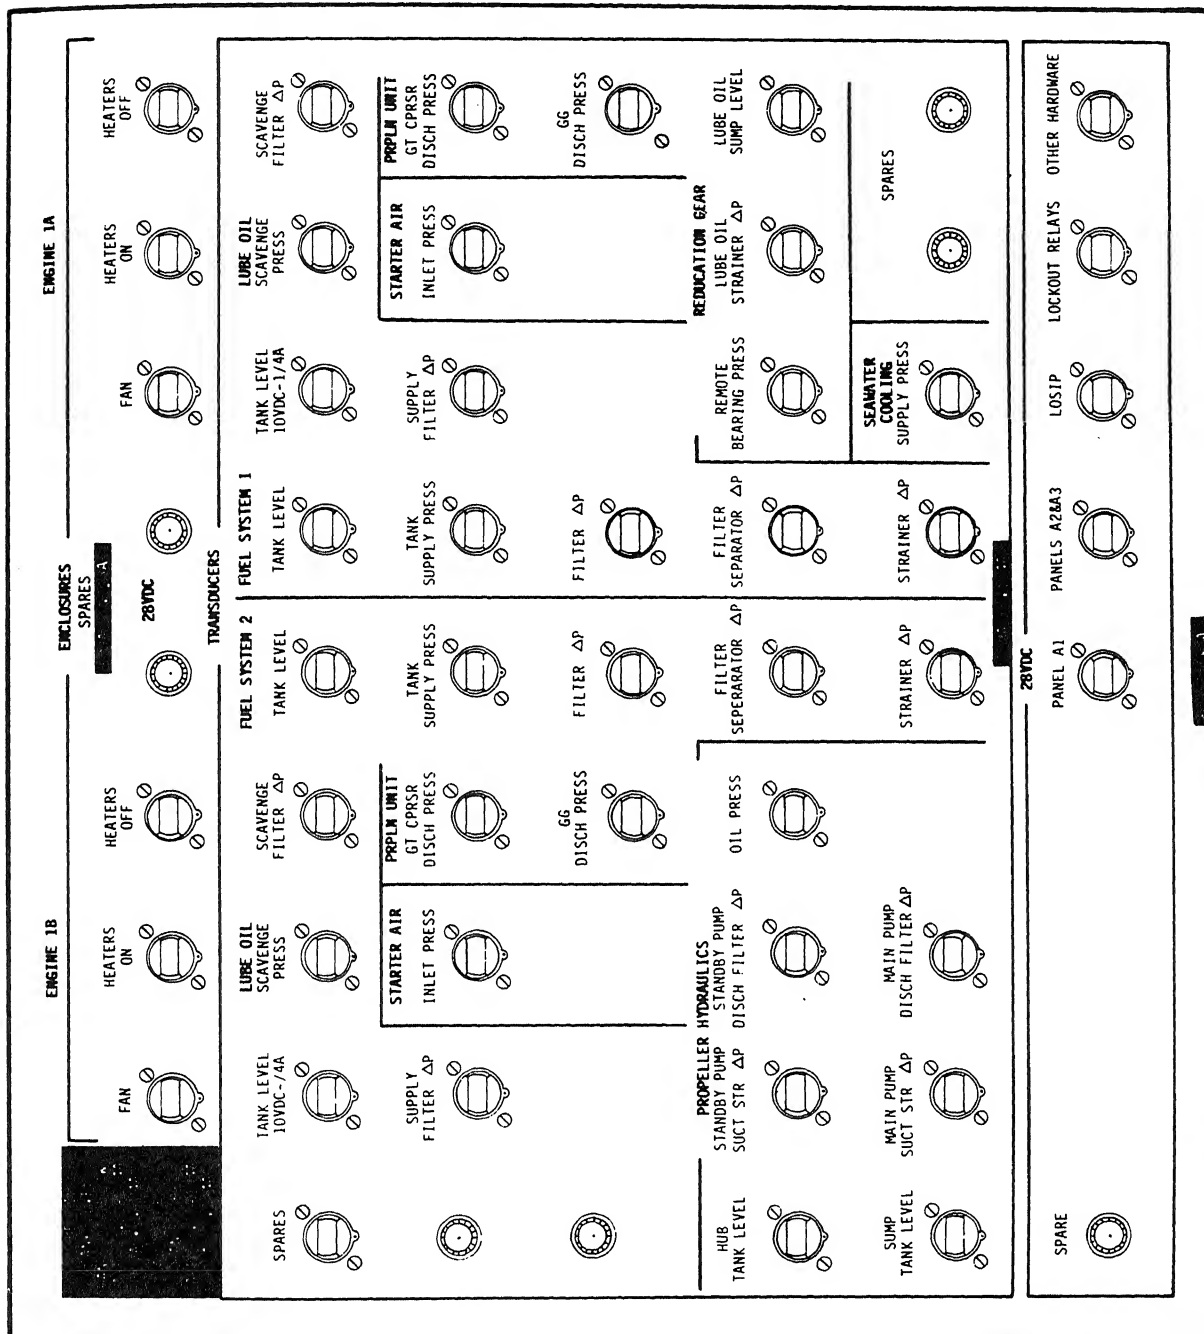 ENGINE 1B
ENGINE 1A
ENCLOSURES
SPARES
FAN
HEATERS
ON
HEATERS
OFF
FAN
HEATERS
ON
HEATERS
OFF
28VDC
TRANSDUCERS
SPARES
TANK LEVEL
10VDC-/4A
LUBE OIL
SCAVENGE
PRESS
SCAVENGE
FILTER ΔP
FUEL SYSTEM 2
TANK LEVEL
FUEL SYSTEM 1
TANK LEVEL
TANK LEVEL
10VDC-1/4A
LUBE OIL
SCAVENGE
PRESS
SCAVENGE
FILTER ΔP
SUPPLY
FILTER ΔP
STARTER AIR
INLET PRESS
PRPLN UNIT
GT CPRSR
DISCH PRESS
TANK
SUPPLY PRESS
TANK
SUPPLY PRESS
SUPPLY
FILTER ΔP
STARTER AIR
INLET PRESS
PRPLN UNIT
GT CPRSR
DISCH PRESS
GG
DISCH PRESS
FILTER ΔP
FILTER ΔP
GG
DISCH PRESS
PROPELLER HYDRAULICS
HUB
TANK LEVEL
STANDBY PUMP
SUCT STR ΔP
STANDBY PUMP
DISCH FILTER ΔP
OIL PRESS
FILTER
SEPERARATOR ΔP
FILTER
SEPARATOR ΔP
REDUCATION GEAR
REMOTE
BEARING PRESS
LUBE OIL
STRAINER ΔP
LUBE OIL
SUMP LEVEL
SUMP
TANK LEVEL
MAIN PUMP
SUCT STR ΔP
MAIN PUMP
DISCH FILTER ΔP
STRAINER ΔP
STRAINER ΔP
SEAWATER
COOLING
SUPPLY PRESS
SPARES
28VDC
SPARE
PANEL A1
PANELS A2&A3
LOSIP
LOCKOUT RELAYS
OTHER HARDWARE